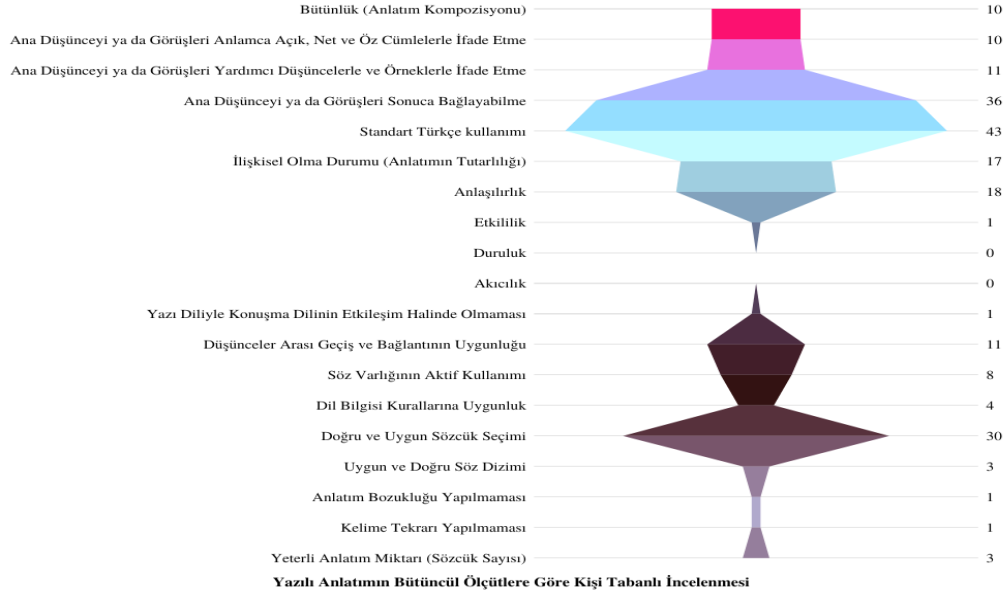 Bütünlük (Anlatım Kompozisyonu) 10
Ana Düşünceyi ya da Görüşleri Anlamca Açık, Net ve Öz Cümlelerle İfade Etme 10
Ana Düşünceyi ya da Görüşleri Yardımcı Düşüncelerle ve Örneklerle İfade Etme 11
Ana Düşünceyi ya da Görüşleri Sonuca Bağlayabilme 36
Standart Türkçe kullanımı 43
İlişkisel Olma Durumu (Anlatımın Tutarlılığı) 17
Anlaşılırlık 18
Etkililik 1
Duruluk 0
Akıcılık 0
Yazı Diliyle Konuşma Dilinin Etkileşim Halinde Olmaması 1
Düşünceler Arası Geçiş ve Bağlantının Uygunluğu 11
Söz Varlığının Aktif Kullanımı 8
Dil Bilgisi Kurallarına Uygunluk 4
Doğru ve Uygun Sözcük Seçimi 30
Uygun ve Doğru Söz Dizimi 3
Anlatım Bozukluğu Yapılmaması 1
Kelime Tekrarı Yapılmaması 1
Yeterli Anlatım Miktarı (Sözcük Sayısı) 3
Yazılı Anlatımın Bütüncül Ölçütlere Göre Kişi Tabanlı İncelenmesi